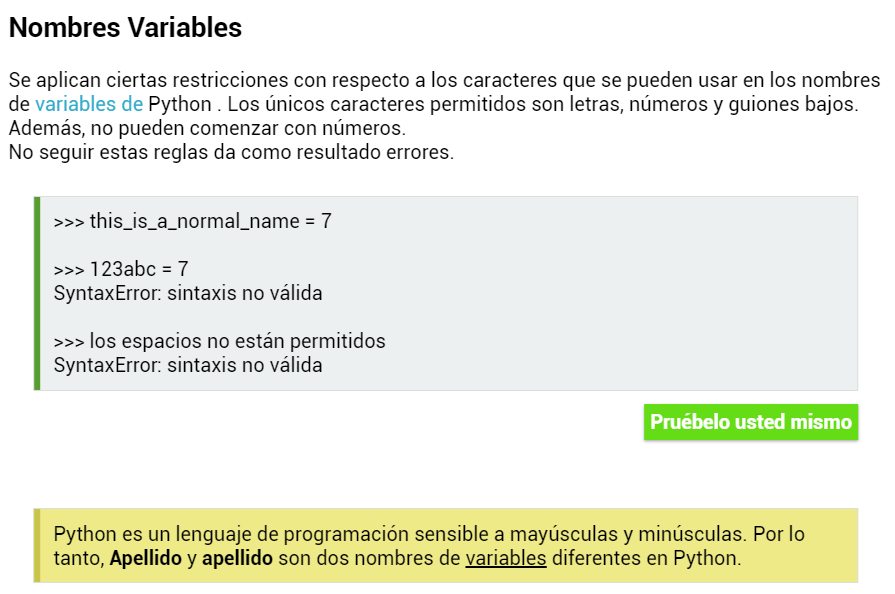 Nombres Variables
Se aplican ciertas restricciones con respecto a los caracteres que se pueden usar en los nombres
de variables de Python . Los únicos caracteres permitidos son letras, números y guiones bajos.
Además, no pueden comenzar con números.
No seguir estas reglas da como resultado errores.
>>> this_is_a_normal_name = 7
>>> 123abc = 7
SyntaxError: sintaxis no válida
>>> los espacios no están permitidos
SyntaxError: sintaxis no válida
Pruébelo usted mismo
Python es un lenguaje de programación sensible a mayúsculas y minúsculas. Por lo
tanto, Apellido y apellido son dos nombres de variables diferentes en Python.